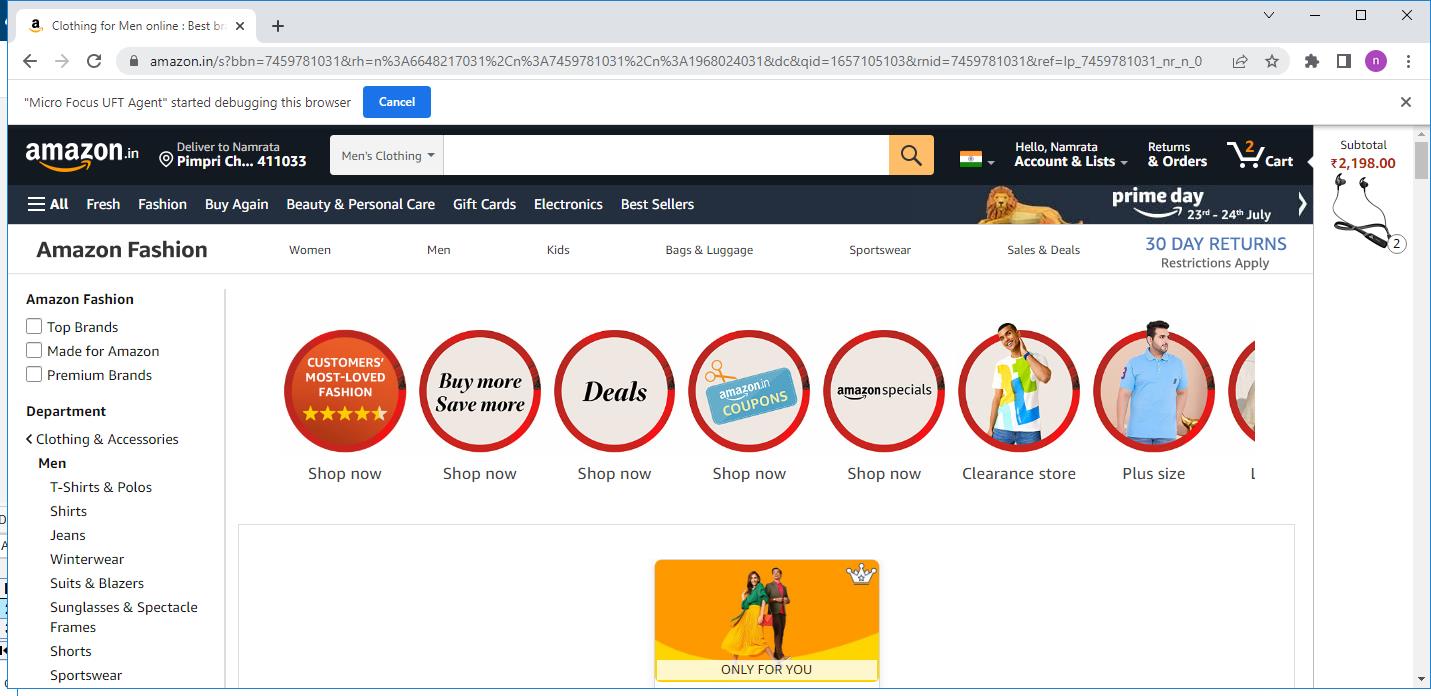 Clothing for Men online : Best br
amazon.in/s?bbn=7459781031&rh=n%3A6648217031%2Cn%3A7459781031%2Cn%3A1968024031&dc&qid=1657105103&rnid=7459781031&ref=lp_7459781031_nr_n_0
n
"Micro Focus UFT Agent" started debugging this browser
Cancel
amazon.in
Deliver to Namrata
Pimpri Ch... 411033
Men's Clothing
Hello, Namrata
Account & Lists
Returns
& Orders
2
Cart
Subtotal
₹2,198.00
2
All
Fresh
Fashion
Buy Again
Beauty & Personal Care
Gift Cards
Electronics
Best Sellers
prime day
23rd - 24th July
Amazon Fashion
Women
Men
Kids
Bags & Luggage
Sportswear
Sales & Deals
30 DAY RETURNS
Restrictions Apply
Amazon Fashion
Top Brands
Made for Amazon
Premium Brands
Department
Clothing & Accessories
Men
T-Shirts & Polos
Shirts
Jeans
Winterwear
Suits & Blazers
Sunglasses & Spectacle
Frames
Shorts
Sportswear
CUSTOMERS'
MOST-LOVED
FASHION
Shop now
Buy more
Save more
Shop now
Deals
Shop now
amazon.in
COUPONS
Shop now
amazonspecials
Shop now
Clearance store
3
Plus size
ONLY FOR YOU